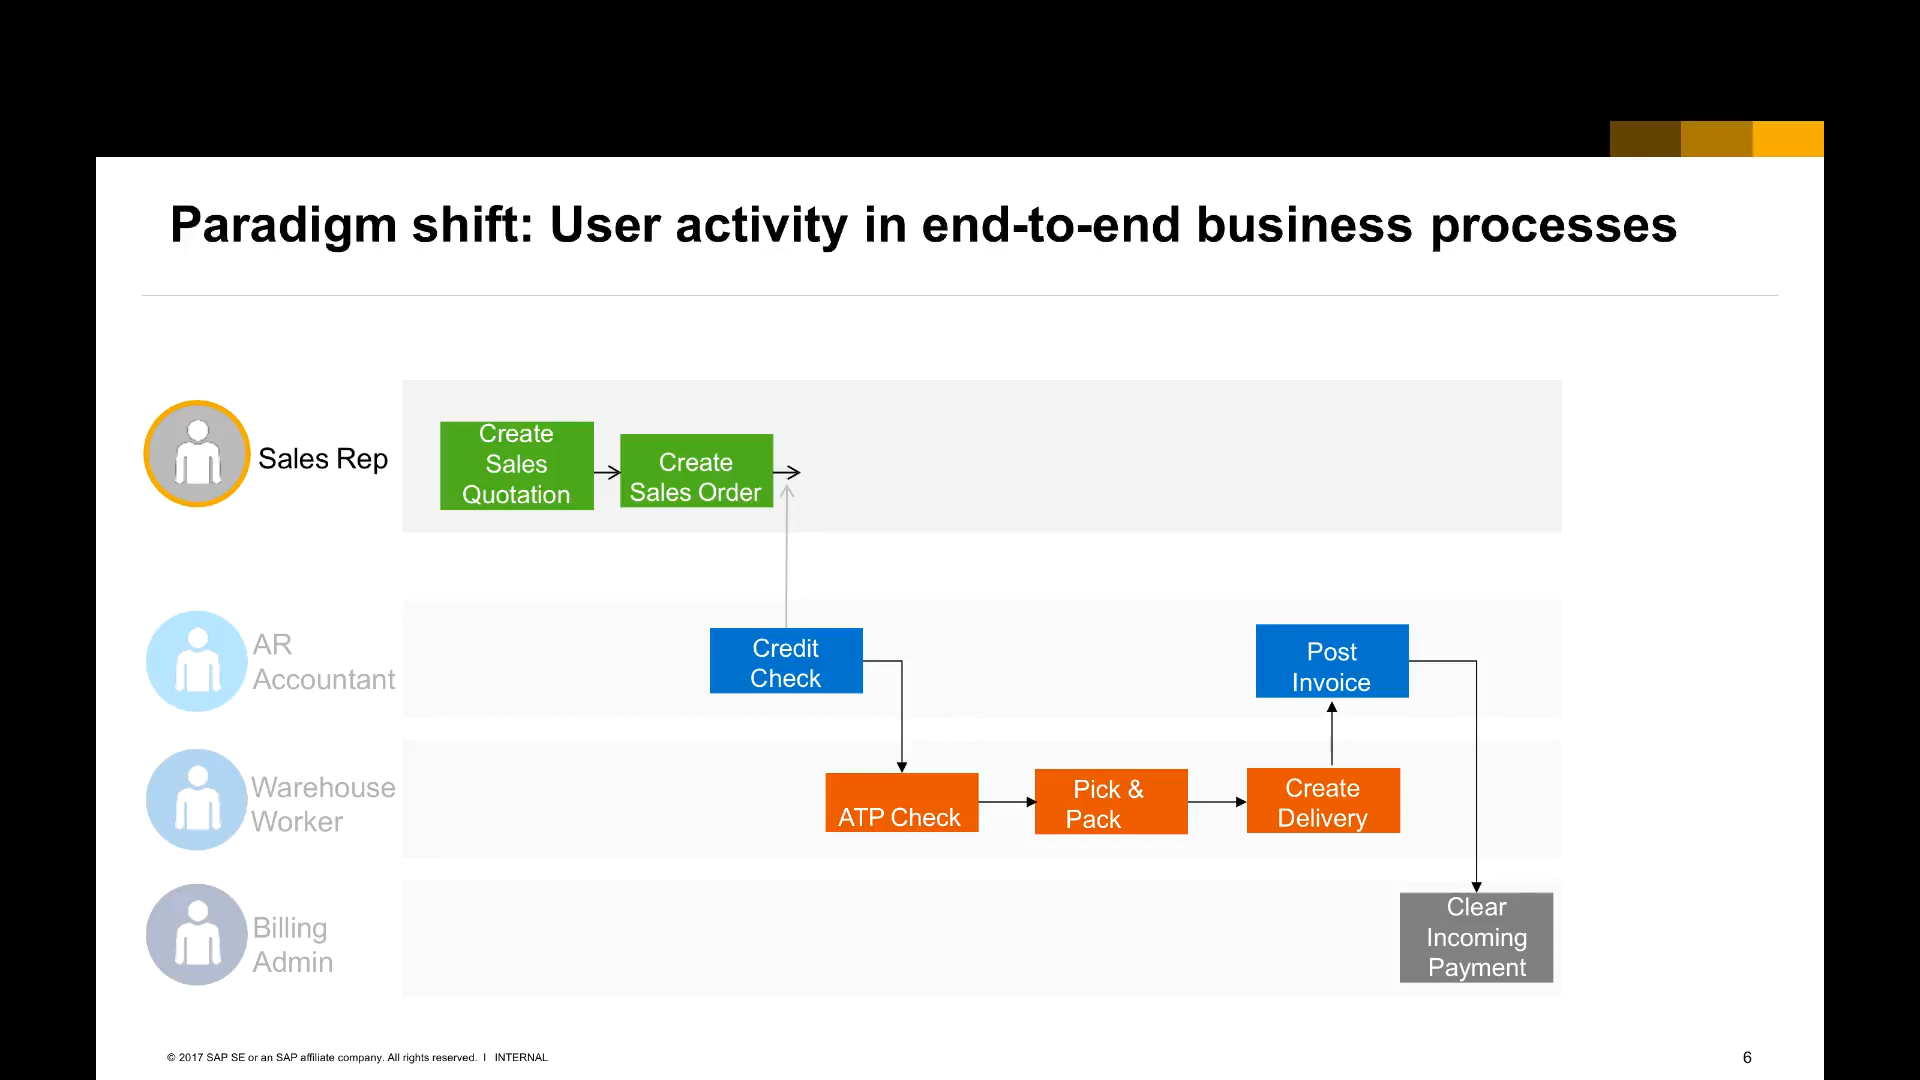 Paradigm shift: User activity in end-to-end business processes
Sales Rep
Create
Sales
Quotation
Create
Sales Order
AR
Accountant
Credit
Check
Post
Invoice
Warehouse
Worker
ATP Check
Pick &
Pack
Create
Delivery
Billing
Admin
Clear
Incoming
Payment
© 2017 SAP SE or an SAP affiliate company. All rights reserved. I INTERNAL
6